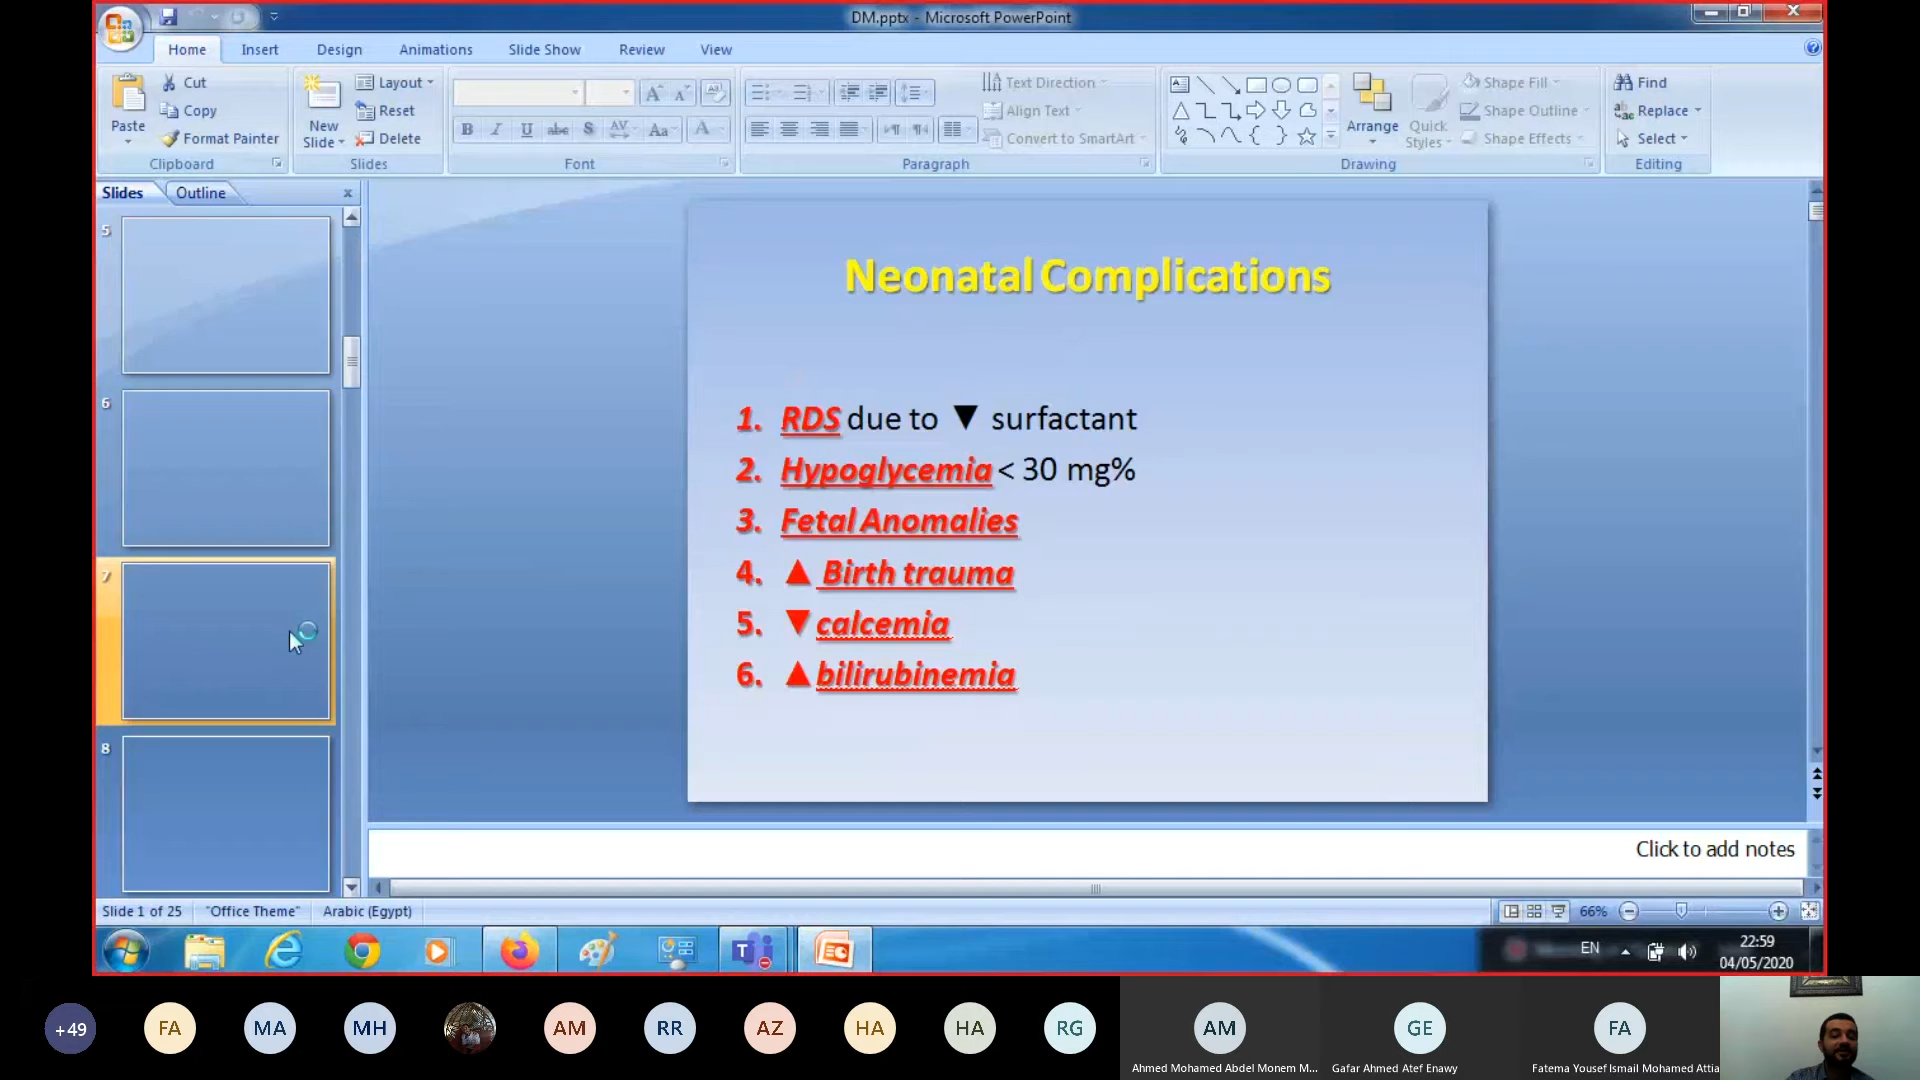 DM.pptx - Microsoft PowerPoint
Home Insert Design Animations Slide Show Review View
Paste
Cut
Copy
Format Painter
Clipboard
New Slide
Layout
Reset
Delete
Slides
Font
Text Direction
Align Text
Convert to SmartArt
Paragraph
Arrange
Quick Styles
Shape Fill
Shape Outline
Shape Effects
Drawing
Find
Replace
Select
Editing
Slides Outline
5
6
7
8
Neonatal Complications
1. RDS due to ▼ surfactant
2. Hypoglycemia < 30 mg%
3. Fetal Anomalies
4. ▲ Birth trauma
5. ▼ calcemia
6. ▲ bilirubinemia
Click to add notes
Slide 1 of 25 "Office Theme" Arabic (Egypt) 66%
EN 22:59
04/05/2020
+49 FA MA MH AM RR AZ HA HA RG AM GE FA
Ahmed Mohamed Abdel Monem M... Gafar Ahmed Atef Enawy Fatema Yousef Ismail Mohamed Attia